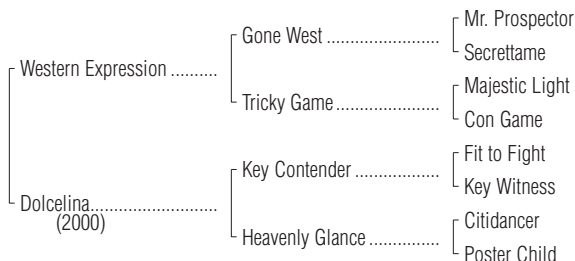 Mr. Prospector
Gone West ........................
Secrettame
Western Expression ..........
Majestic Light
Tricky Game ......................
Con Game
Fit to Fight
Key Contender ..................
Key Witness
Dolcelina...........................
(2000)
Citidancer
Heavenly Glance ...............
Poster Child